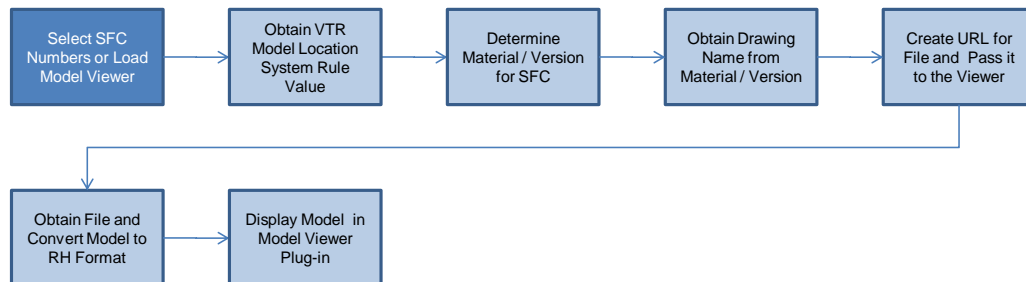 Select SFC
Numbers or Load
Model Viewer
Obtain VTR
Model Location
System Rule
Value
Determine
Material / Version
for SFC
Obtain Drawing
Name from
Material / Version
Create URL for
File and Pass it
to the Viewer
Obtain File and
Convert Model to
RH Format
Display Model in
Model Viewer
Plug-in